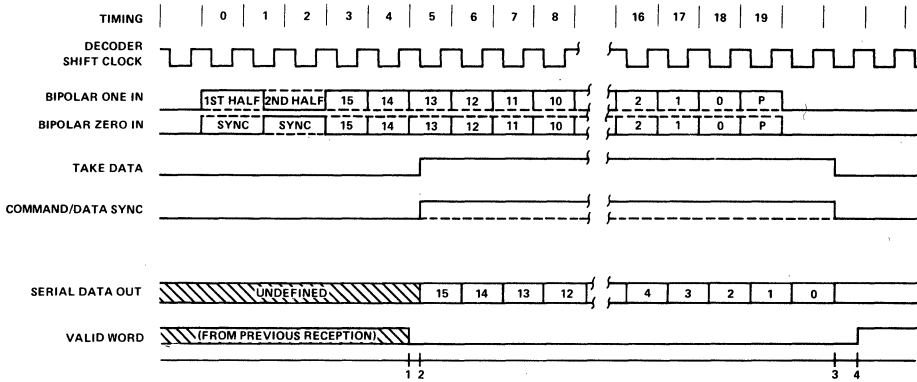 TIMING 0 1 2 3 4 5 6 7 8 16 17 18 19
DECODER
SHIFT CLOCK
BIPOLAR ONE IN 1ST HALF 2ND HALF 15 14 13 12 11 10 2 1 0 P
BIPOLAR ZERO IN SYNC SYNC 15 14 13 12 11 10 2 1 0 P
TAKE DATA
COMMAND/DATA SYNC
SERIAL DATA OUT UNDEFINED 15 14 13 12 4 3 2 1 0
VALID WORD (FROM PREVIOUS RECEPTION)
1 2 3 4